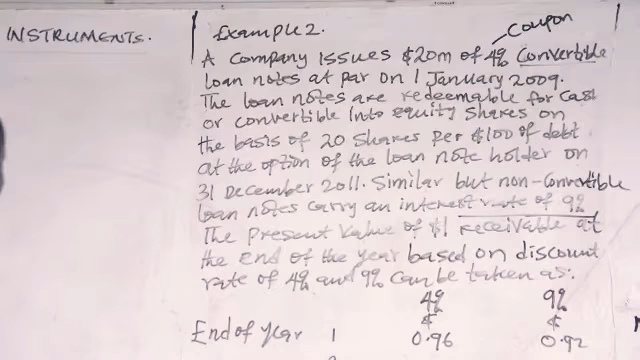 INSTRUMENTS.
Example 2.
Coupon
A Company Issues $20m of 4% Convertible
loan notes at par on 1 January 2009.
The loan notes are redeemable for Cash
or convertible Into equity shares on
the basis of 20 Shares per $100 of debt
at the option of the loan note holder on
31 December 2011. Similar but non-Convertible
loan notes carry an interest rate of 9%
The Present value of $1 receivable at
the end of the year based on discount
rate of 4% and 9% can be taken as:
4% 9%
$ $
End of year 1 0.96 0.92